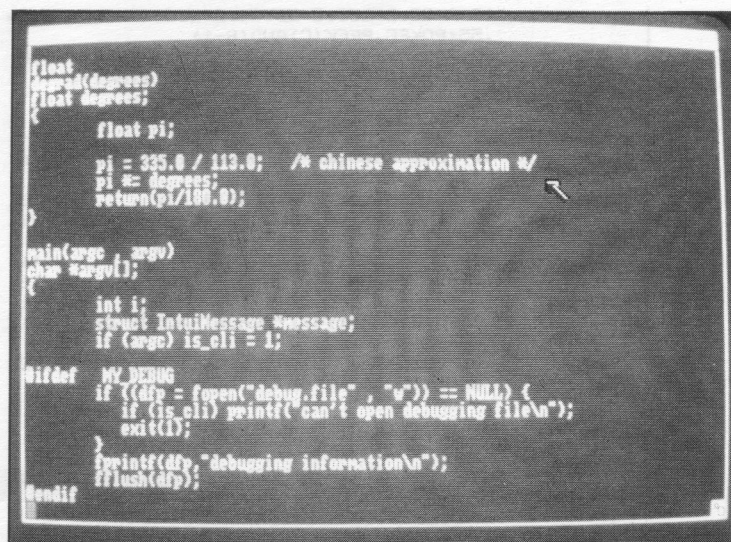 float
degrad(degrees)
float degrees;
{
float pi;
pi = 335.0 / 113.0; /* chinese approximation */
pi *= degrees;
return(pi/180.0);
}
main(argc , argv)
char *argv[];
{
int i;
struct IntuiMessage *message;
if (argc) is_cli = 1;
#ifdef MY_DEBUG
if ((dfp = fopen("debug.file" , "w")) == NULL) {
if (is_cli) printf("can't open debugging file\n");
exit(1);
}
fprintf(dfp,"debugging information\n");
fflush(dfp);
#endif